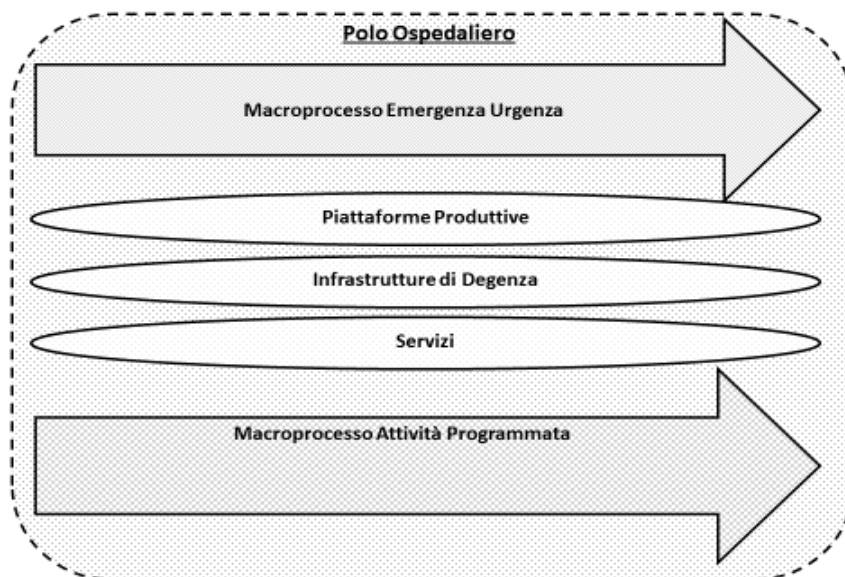 Polo Ospedaliero
Macroprocesso Emergenza Urgenza
Piattaforme Produttive
Infrastrutture di Degenza
Servizi
Macroprocesso Attività Programmata